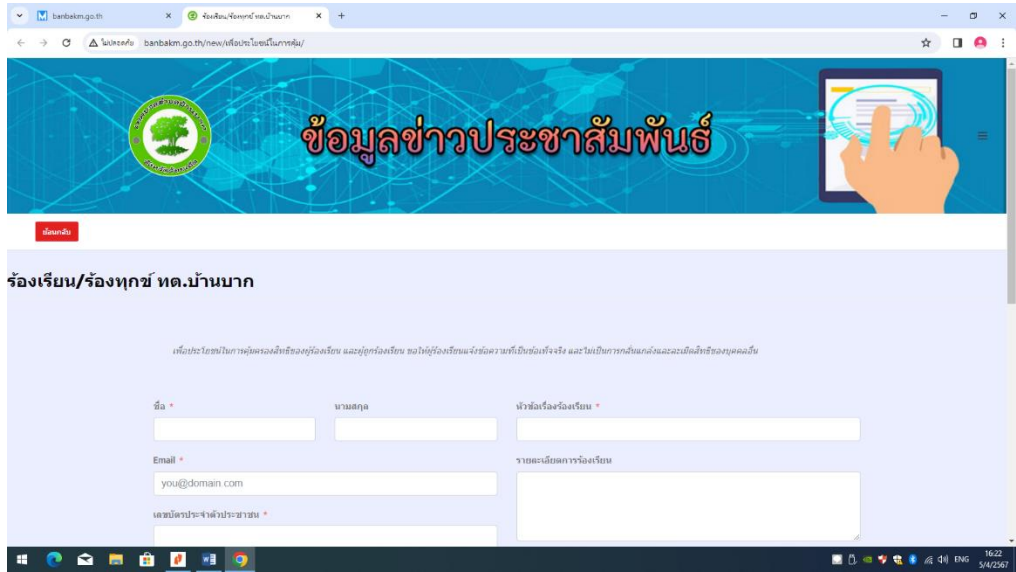 banbakm.go.th
ร้องเรียน/ร้องทุกข์ ทต.บ้านบาก
ไม่ปลอดภัย
banbakm.go.th/new/เพื่อประโยชน์ในการคุ้ม/
ข้อมูลข่าวประชาสัมพันธ์
ย้อนกลับ
ร้องเรียน/ร้องทุกข์ ทต.บ้านบาก
เพื่อประโยชน์ในการคุ้มครองสิทธิของผู้ร้องเรียน และผู้ถูกร้องเรียน ขอให้ผู้ร้องเรียนแจ้งข้อความที่เป็นข้อเท็จจริง และไม่เป็นการกลั่นแกล้งและละเมิดสิทธิของบุคคลอื่น
ชื่อ *
นามสกุล
หัวข้อเรื่องร้องเรียน *
Email *
รายละเอียดการร้องเรียน
you@domain.com
เลขบัตรประจำตัวประชาชน *
ENG
16:22
5/4/2567